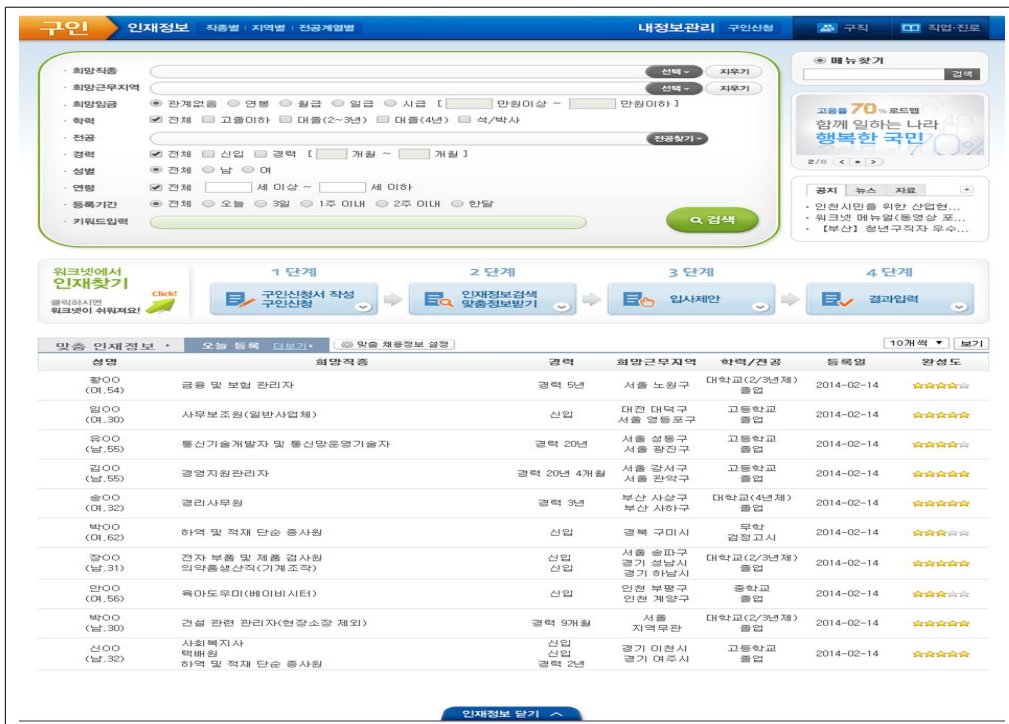 구인 인재정보 직종별 지역별 전공계열별 내정보관리 구인신청 구직 직업·진로
· 희망직종 선택 지우기
· 희망근무지역 선택 지우기
· 희망임금 관계없음 연봉 월급 일급 시급 [ 만원이상 ~ 만원이하 ]
· 학력 전체 고졸이하 대졸(2~3년) 대졸(4년) 석/박사
· 전공 전공찾기
· 경력 전체 신입 경력 [ 개월 ~ 개월 ]
· 성별 전체 남 여
· 연령 전체 세 이상 ~ 세 이하
· 등록기간 전체 오늘 3일 1주 이내 2주 이내 한달
· 키워드입력 검색
메뉴찾기
검색
고용률 70% 로드맵
함께 일하는 나라
행복한 국민
2/8
공지 뉴스 자료 +
· 인천시민을 위한 산업현...
· 워크넷 메뉴얼(동영상 포...
· [부산] 청년구직자 우수...
워크넷에서
인재찾기
클릭하시면
워크넷이 쉬워져요!
Click!
1 단계 2 단계 3 단계 4 단계
구인신청서 작성
구인신청
인재정보검색
맞춤정보받기
입사제안
결과입력
맞춤 인재정보 오늘 등록 더보기 맞춤 채용정보 설정 10개씩 ▼ 보기
성명 희망직종 경력 희망근무지역 학력/전공 등록일 완성도
황OO
(여,54)
금융 및 보험 관리자 경력 5년 서울 노원구 대학교(2/3년제)
졸업
2014-02-14 ★★★★☆
임OO
(여,30)
사무보조원(일반사업체) 신입 대전 대덕구
서울 영등포구
고등학교
졸업
2014-02-14 ★★★★★
유OO
(남,55)
통신기술개발자 및 통신망운영기술자 경력 20년 서울 성동구
서울 광진구
고등학교
졸업
2014-02-14 ★★★★☆
김OO
(남,55)
경영지원관리자 경력 20년 4개월 서울 강서구
서울 관악구
고등학교
졸업
2014-02-14 ★★★★★
송OO
(여,32)
경리사무원 경력 3년 부산 사상구
부산 사하구
대학교(4년제)
졸업
2014-02-14 ★★★★★
박OO
(여,62)
하역 및 적재 단순 종사원 신입 경북 구미시 무학
검정고시
2014-02-14 ★★★☆☆
장OO
(남,31)
전자 부품 및 제품 검사원
의약품생산직(기계조작)
신입
신입
서울 송파구
경기 성남시
경기 하남시
대학교(2/3년제)
졸업
2014-02-14 ★★★★★
안OO
(여,56)
육아도우미(베이비시터) 신입 인천 부평구
인천 계양구
중학교
졸업
2014-02-14 ★★★☆☆
박OO
(남,30)
건설 관련 관리자(현장소장 제외) 경력 9개월 서울
지역무관
대학교(2/3년제)
졸업
2014-02-14 ★★★★★
신OO
(남,32)
사회복지사
택배원
하역 및 적재 단순 종사원
신입
신입
경력 2년
경기 이천시
경기 여주시
고등학교
졸업
2014-02-14 ★★★★★
인재정보 닫기